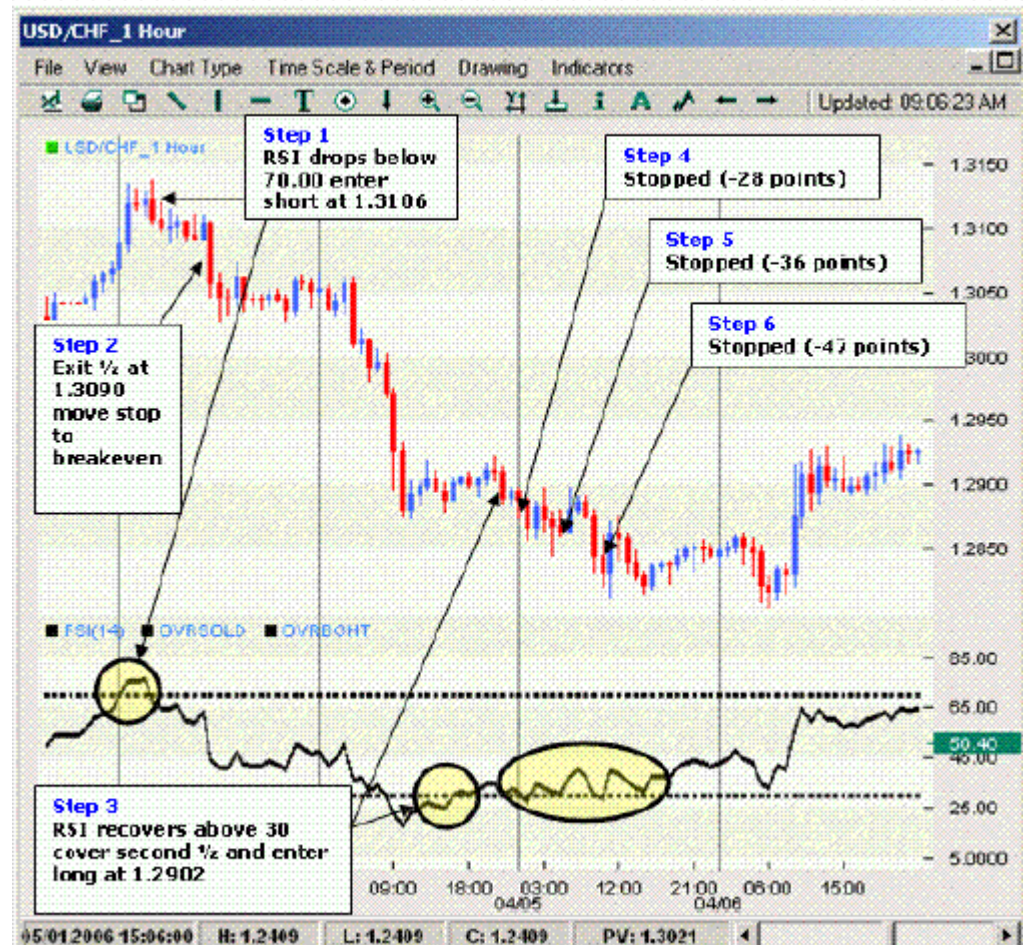 USD/CHF_1 Hour
File View Chart Type Time Scale & Period Drawing Indicators
T A Updated: 09:06:23 AM
USD/CHF_1 Hour
Step 1
RSI drops below
70.00 enter
short at 1.3106
Step 4
Stopped (-28 points)
Step 5
Stopped (-36 points)
Step 6
Stopped (-47 points)
Step 2
Exit ½ at
1.3090
move stop
to
breakeven
1.3150
1.3100
1.3050
.3000
1.2950
1.2900
1.2850
RSI(14) OVRSOLD OVRBOHT
85.00
65.00
50.40
26.00
5.0000
Step 3
RSI recovers above 30
cover second ½ and enter
long at 1.2902
09:00 18:00 03:00 12:00 21:00 06:00 15:00
04/05 04/06
05/01 2006 15:06:00 H: 1.2409 L: 1.2409 C: 1.2409 PV: 1.3021